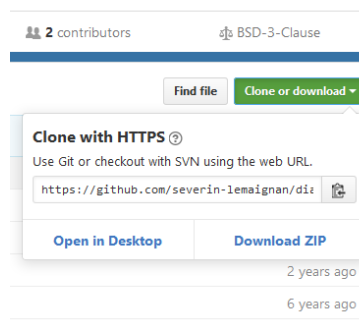 2 contributors
BSD-3-Clause
Find file
Clone or download
Clone with HTTPS
Use Git or checkout with SVN using the web URL.
https://github.com/severin-lemaignan/dia
Open in Desktop
Download ZIP
2 years ago
6 years ago